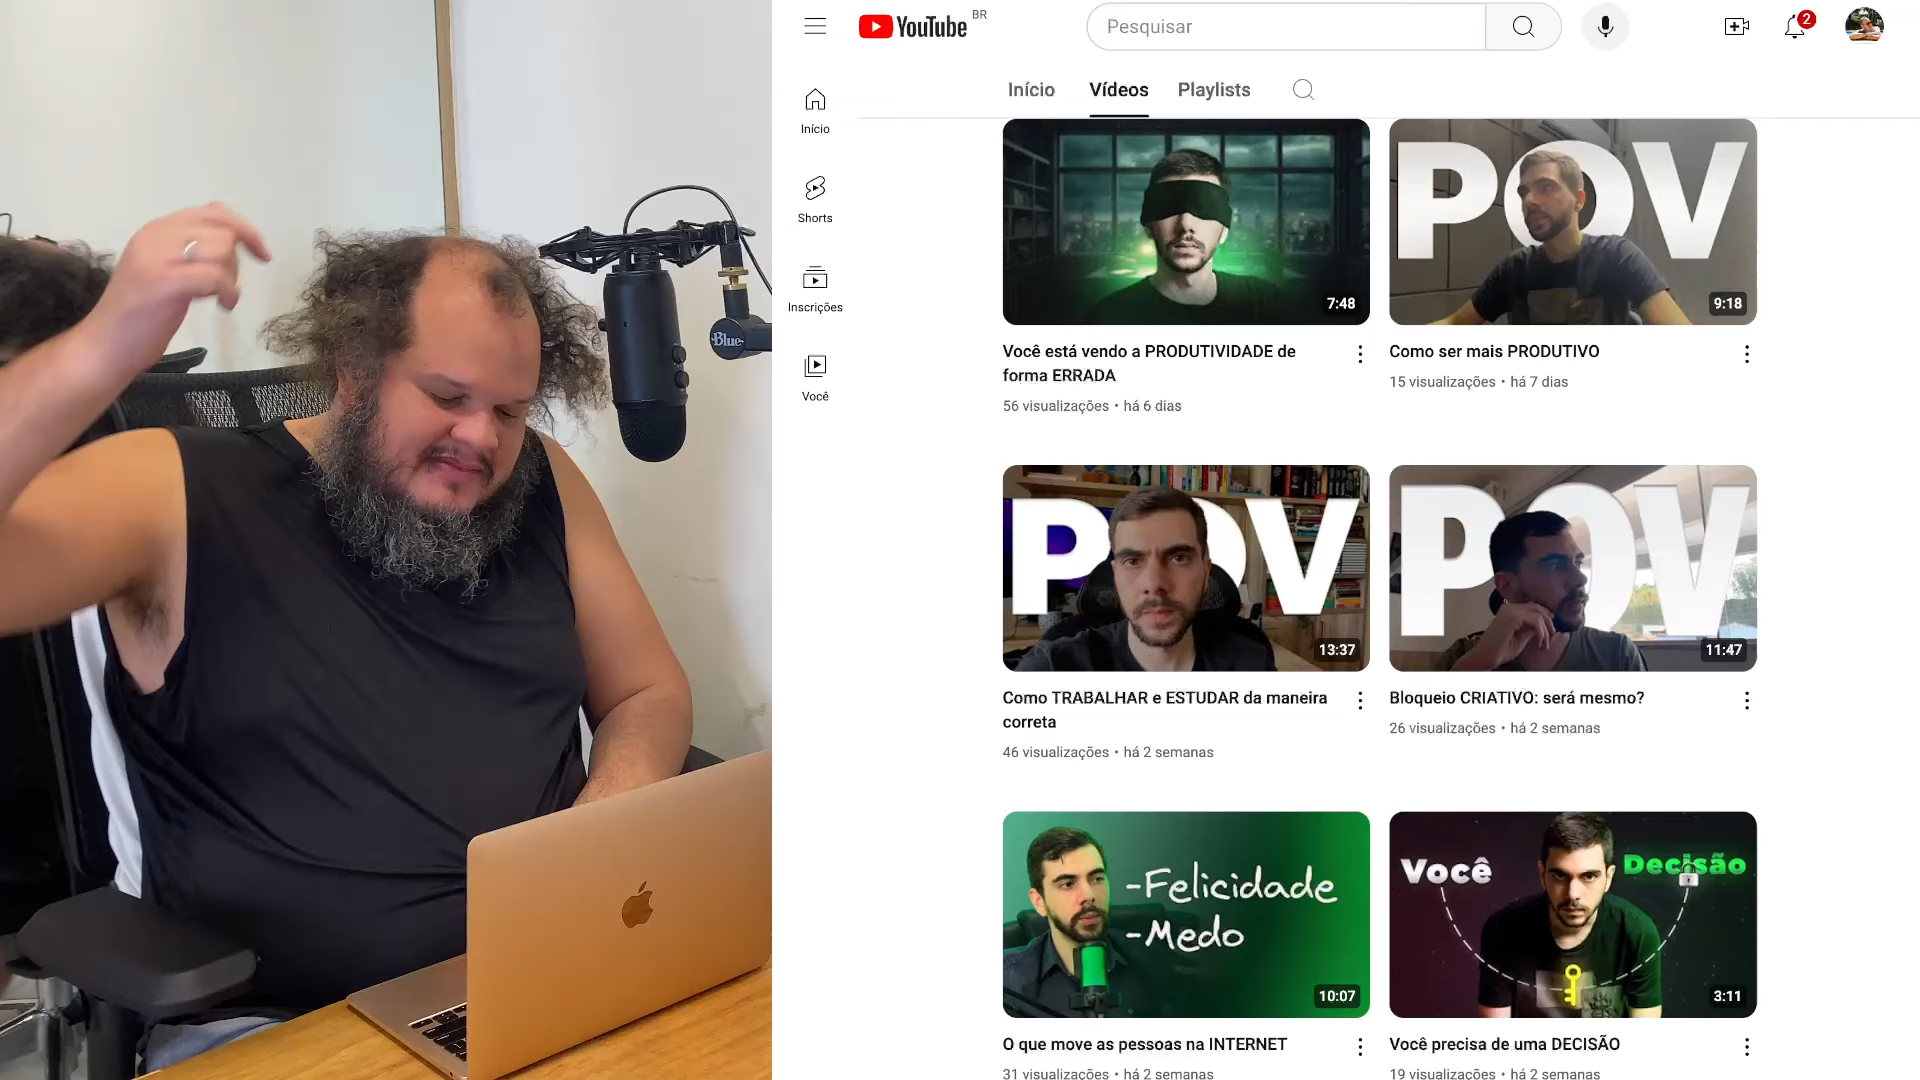 YouTube BR
Pesquisar
2
Início
Vídeos
Playlists
Início
Shorts
Inscrições
Você
Blue
7:48
POV
9:18
Você está vendo a PRODUTIVIDADE de
forma ERRADA
56 visualizações • há 6 dias
Como ser mais PRODUTIVO
15 visualizações • há 7 dias
POV
13:37
POV
11:47
Como TRABALHAR e ESTUDAR da maneira
correta
46 visualizações • há 2 semanas
Bloqueio CRIATIVO: será mesmo?
26 visualizações • há 2 semanas
-Felicidade
-Medo
10:07
Você
Decisão
3:11
O que move as pessoas na INTERNET
31 visualizações • há 2 semanas
Você precisa de uma DECISÃO
19 visualizações • há 2 semanas